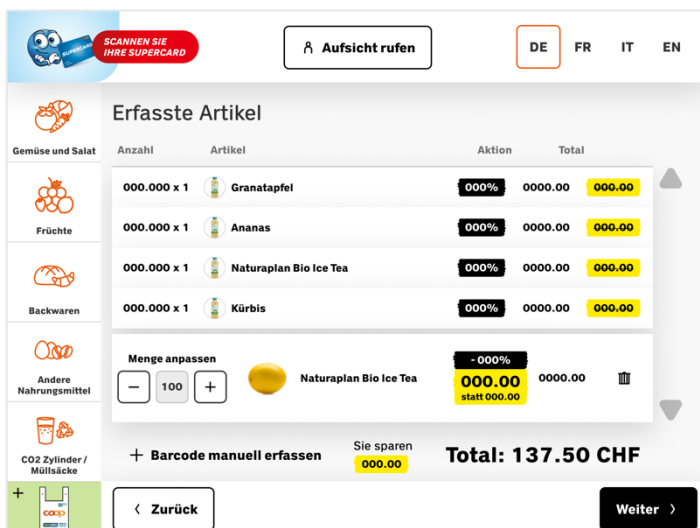 SUPERCARD
SCANNEN SIE
IHRE SUPERCARD
Aufsicht rufen
DE FR IT EN
Gemüse und Salat
Früchte
Backwaren
Andere
Nahrungsmittel
CO2 Zylinder /
Müllsäcke
+
coop
Erfasste Artikel
Anzahl Artikel Aktion Total
000.000 x 1 Granatapfel 000% 0000.00 000.00
000.000 x 1 Ananas 000% 0000.00 000.00
000.000 x 1 Naturaplan Bio Ice Tea 000% 0000.00 000.00
000.000 x 1 Kürbis 000% 0000.00 000.00
Menge anpassen
− 100 +
Naturaplan Bio Ice Tea
- 000%
000.00
statt 000.00
0000.00
+ Barcode manuell erfassen
Sie sparen
000.00
Total: 137.50 CHF
Zurück
Weiter